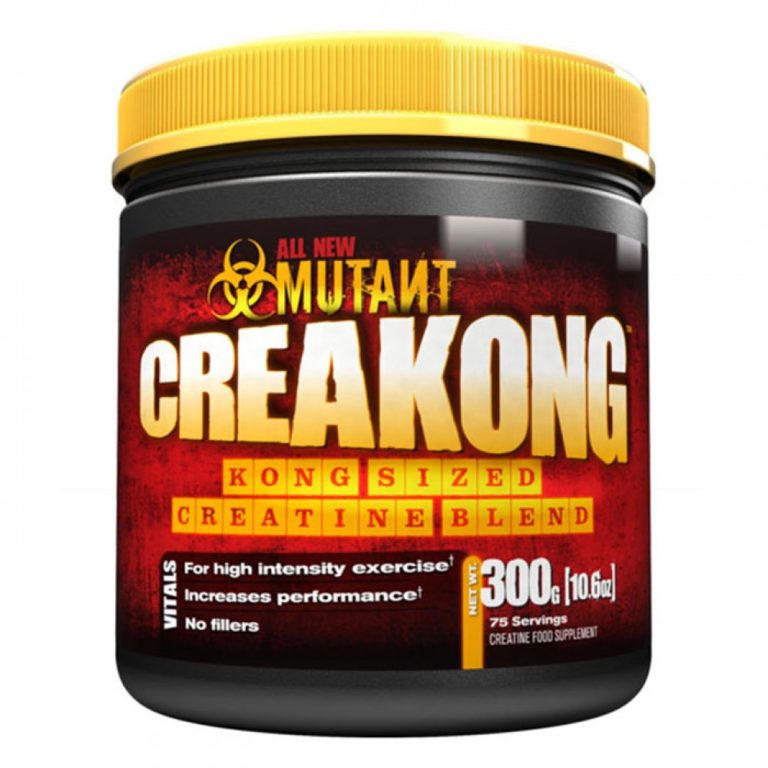 ALL NEW
MUTANT
CREAKONG™
KONG SIZED
CREATINE BLEND
VITALS
For high intensity exercise†
Increases performance†
No fillers
NET WT. 300G [10.6oz]
75 Servings
CREATINE FOOD SUPPLEMENT